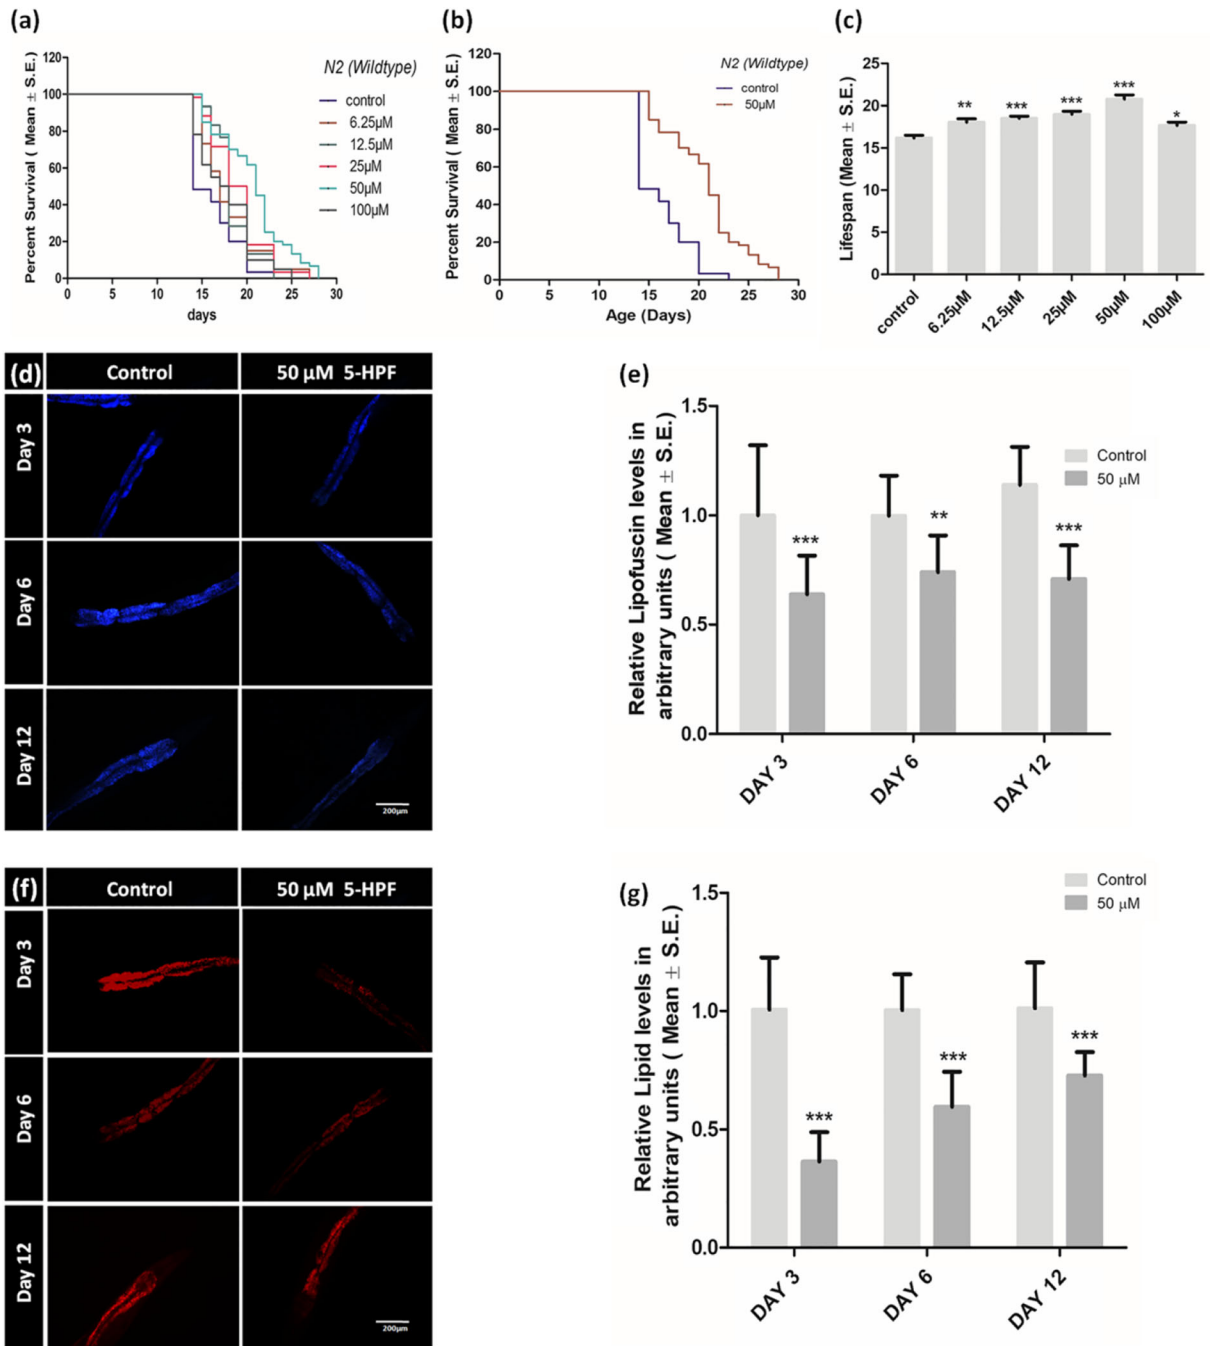 (a)
Percent Survival ( Mean ± S.E.)
120
100
80
60
40
20
0
0 5 10 15 20 25 30
days
N2 (Wildtype)
control
6.25µM
12.5µM
25µM
50µM
100µM
(b)
Percent Survival ( Mean ± S.E.)
120
100
80
60
40
20
0
0 5 10 15 20 25 30
Age (Days)
N2 (Wildtype)
control
50µM
(c)
Lifespan (Mean ± S.E.)
25
20
15
10
5
0
** *** *** *** *
control 6.25µM 12.5µM 25µM 50µM 100µM
(d) Control 50 µM 5-HPF
Day 3
Day 6
Day 12
200µm
(e)
Relative Lipofuscin levels in
arbitrary units ( Mean ± S.E.)
1.5
1.0
0.5
0.0
Control
50 µM
*** ** ***
DAY 3 DAY 6 DAY 12
(f) Control 50 µM 5-HPF
Day 3
Day 6
Day 12
200µm
(g)
Relative Lipid levels in
arbitrary units ( Mean ± S.E.)
1.5
1.0
0.5
0.0
Control
50 µM
*** *** ***
DAY 3 DAY 6 DAY 12